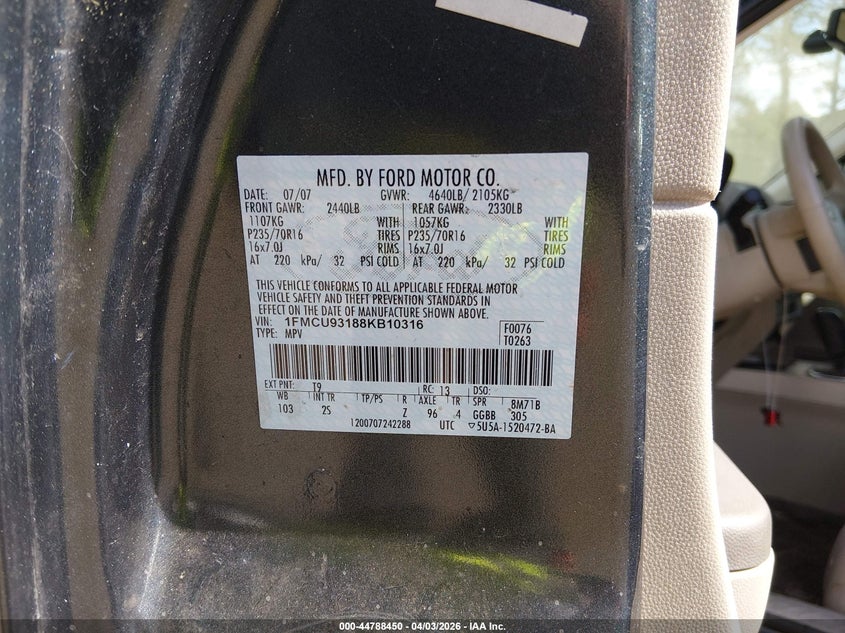 MFD. BY FORD MOTOR CO.
DATE: 07/07 GVWR: 4640LB/ 2105KG
FRONT GAWR: 2440LB REAR GAWR: 2330LB
1107KG WITH 1057KG WITH
P235/70R16 TIRES P235/70R16 TIRES
16x7.0J RIMS 16x7.0J RIMS
AT 220 kPa/ 32 PSI COLD AT 220 kPa/ 32 PSI COLD
THIS VEHICLE CONFORMS TO ALL APPLICABLE FEDERAL MOTOR
VEHICLE SAFETY AND THEFT PREVENTION STANDARDS IN
EFFECT ON THE DATE OF MANUFACTURE SHOWN ABOVE.
VIN: 1FMCU93188KB10316 F0076
TYPE: MPV T0263
EXT PNT: T9 RC: 13 DSO:
WB INT TR TP/PS R AXLE TR SPR 8M71B
103 2S Z 96 4 GGBB 305
1200707242288 UTC ▽5U5A-1520472-BA
000-44788450 - 04/03/2026 - IAA Inc.